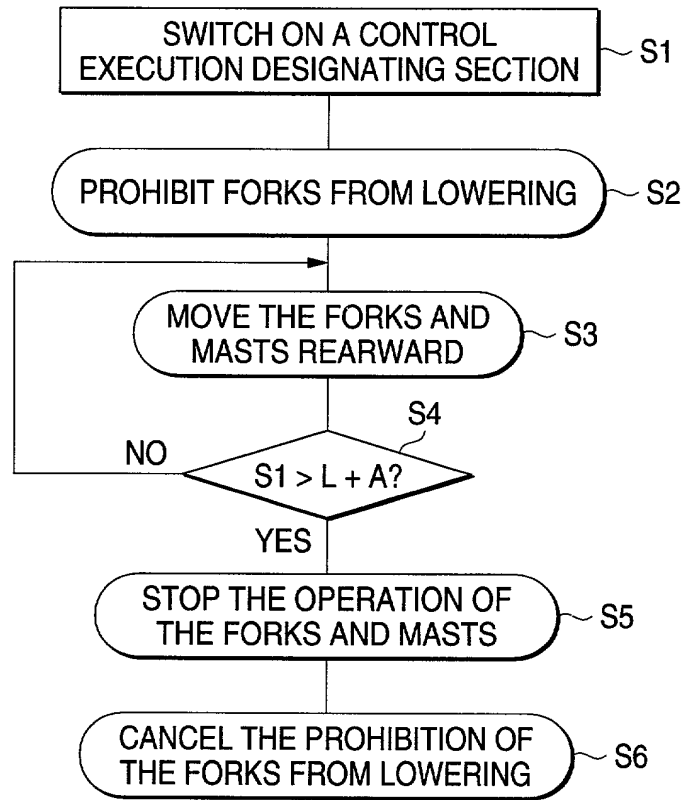 SWITCH ON A CONTROL
EXECUTION DESIGNATING SECTION
S1
PROHIBIT FORKS FROM LOWERING
S2
MOVE THE FORKS AND
MASTS REARWARD
S3
S4
NO
S1 > L + A?
YES
STOP THE OPERATION OF
THE FORKS AND MASTS
S5
CANCEL THE PROHIBITION OF
THE FORKS FROM LOWERING
S6